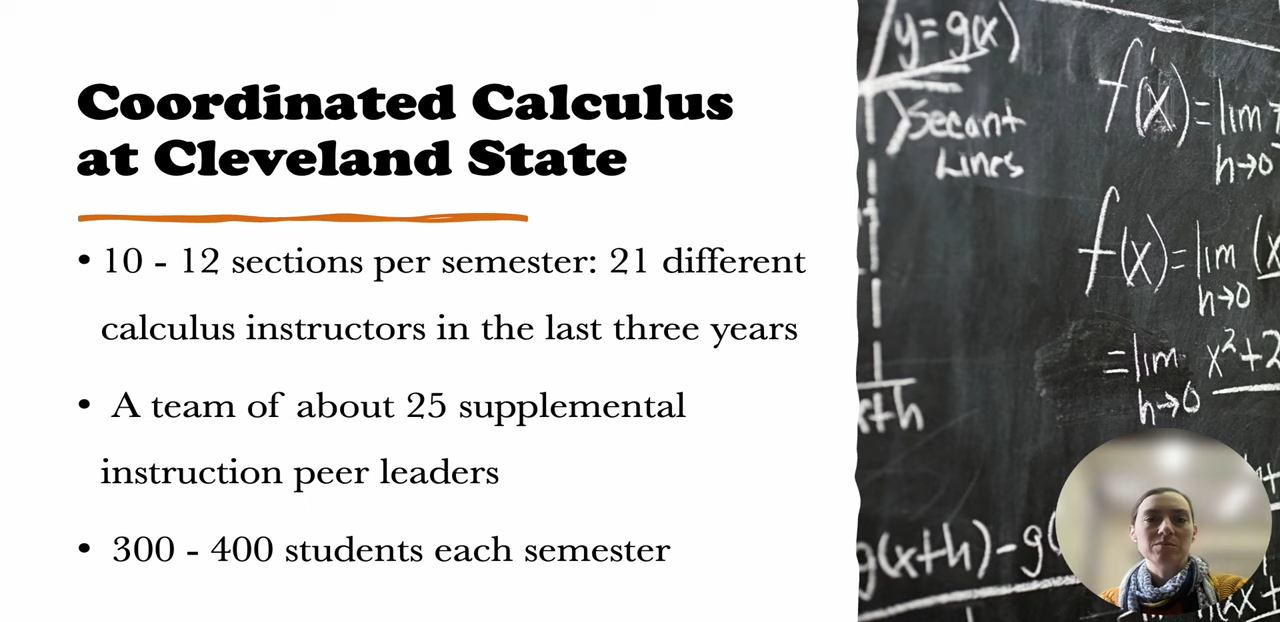 Coordinated Calculus
at Cleveland State
• 10 - 12 sections per semester: 21 different
calculus instructors in the last three years
• A team of about 25 supplemental
instruction peer leaders
• 300 - 400 students each semester
y = g(x)
Secant
Lines
f'(x) = lim
h→0
f(x) = lim (x
h→0
= lim x²+2
h→0
x+h
g(x+h) - g(